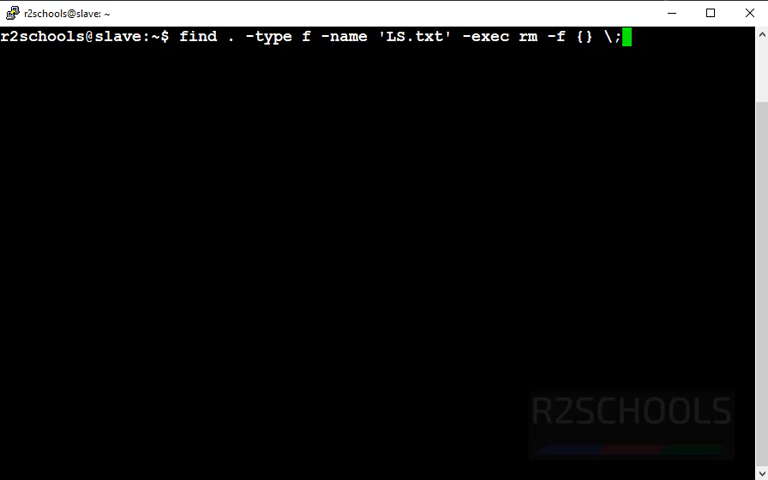 r2schools@slave: ~
r2schools@slave:~$ find . -type f -name 'LS.txt' -exec rm -f {} \;
R2SCHOOLS